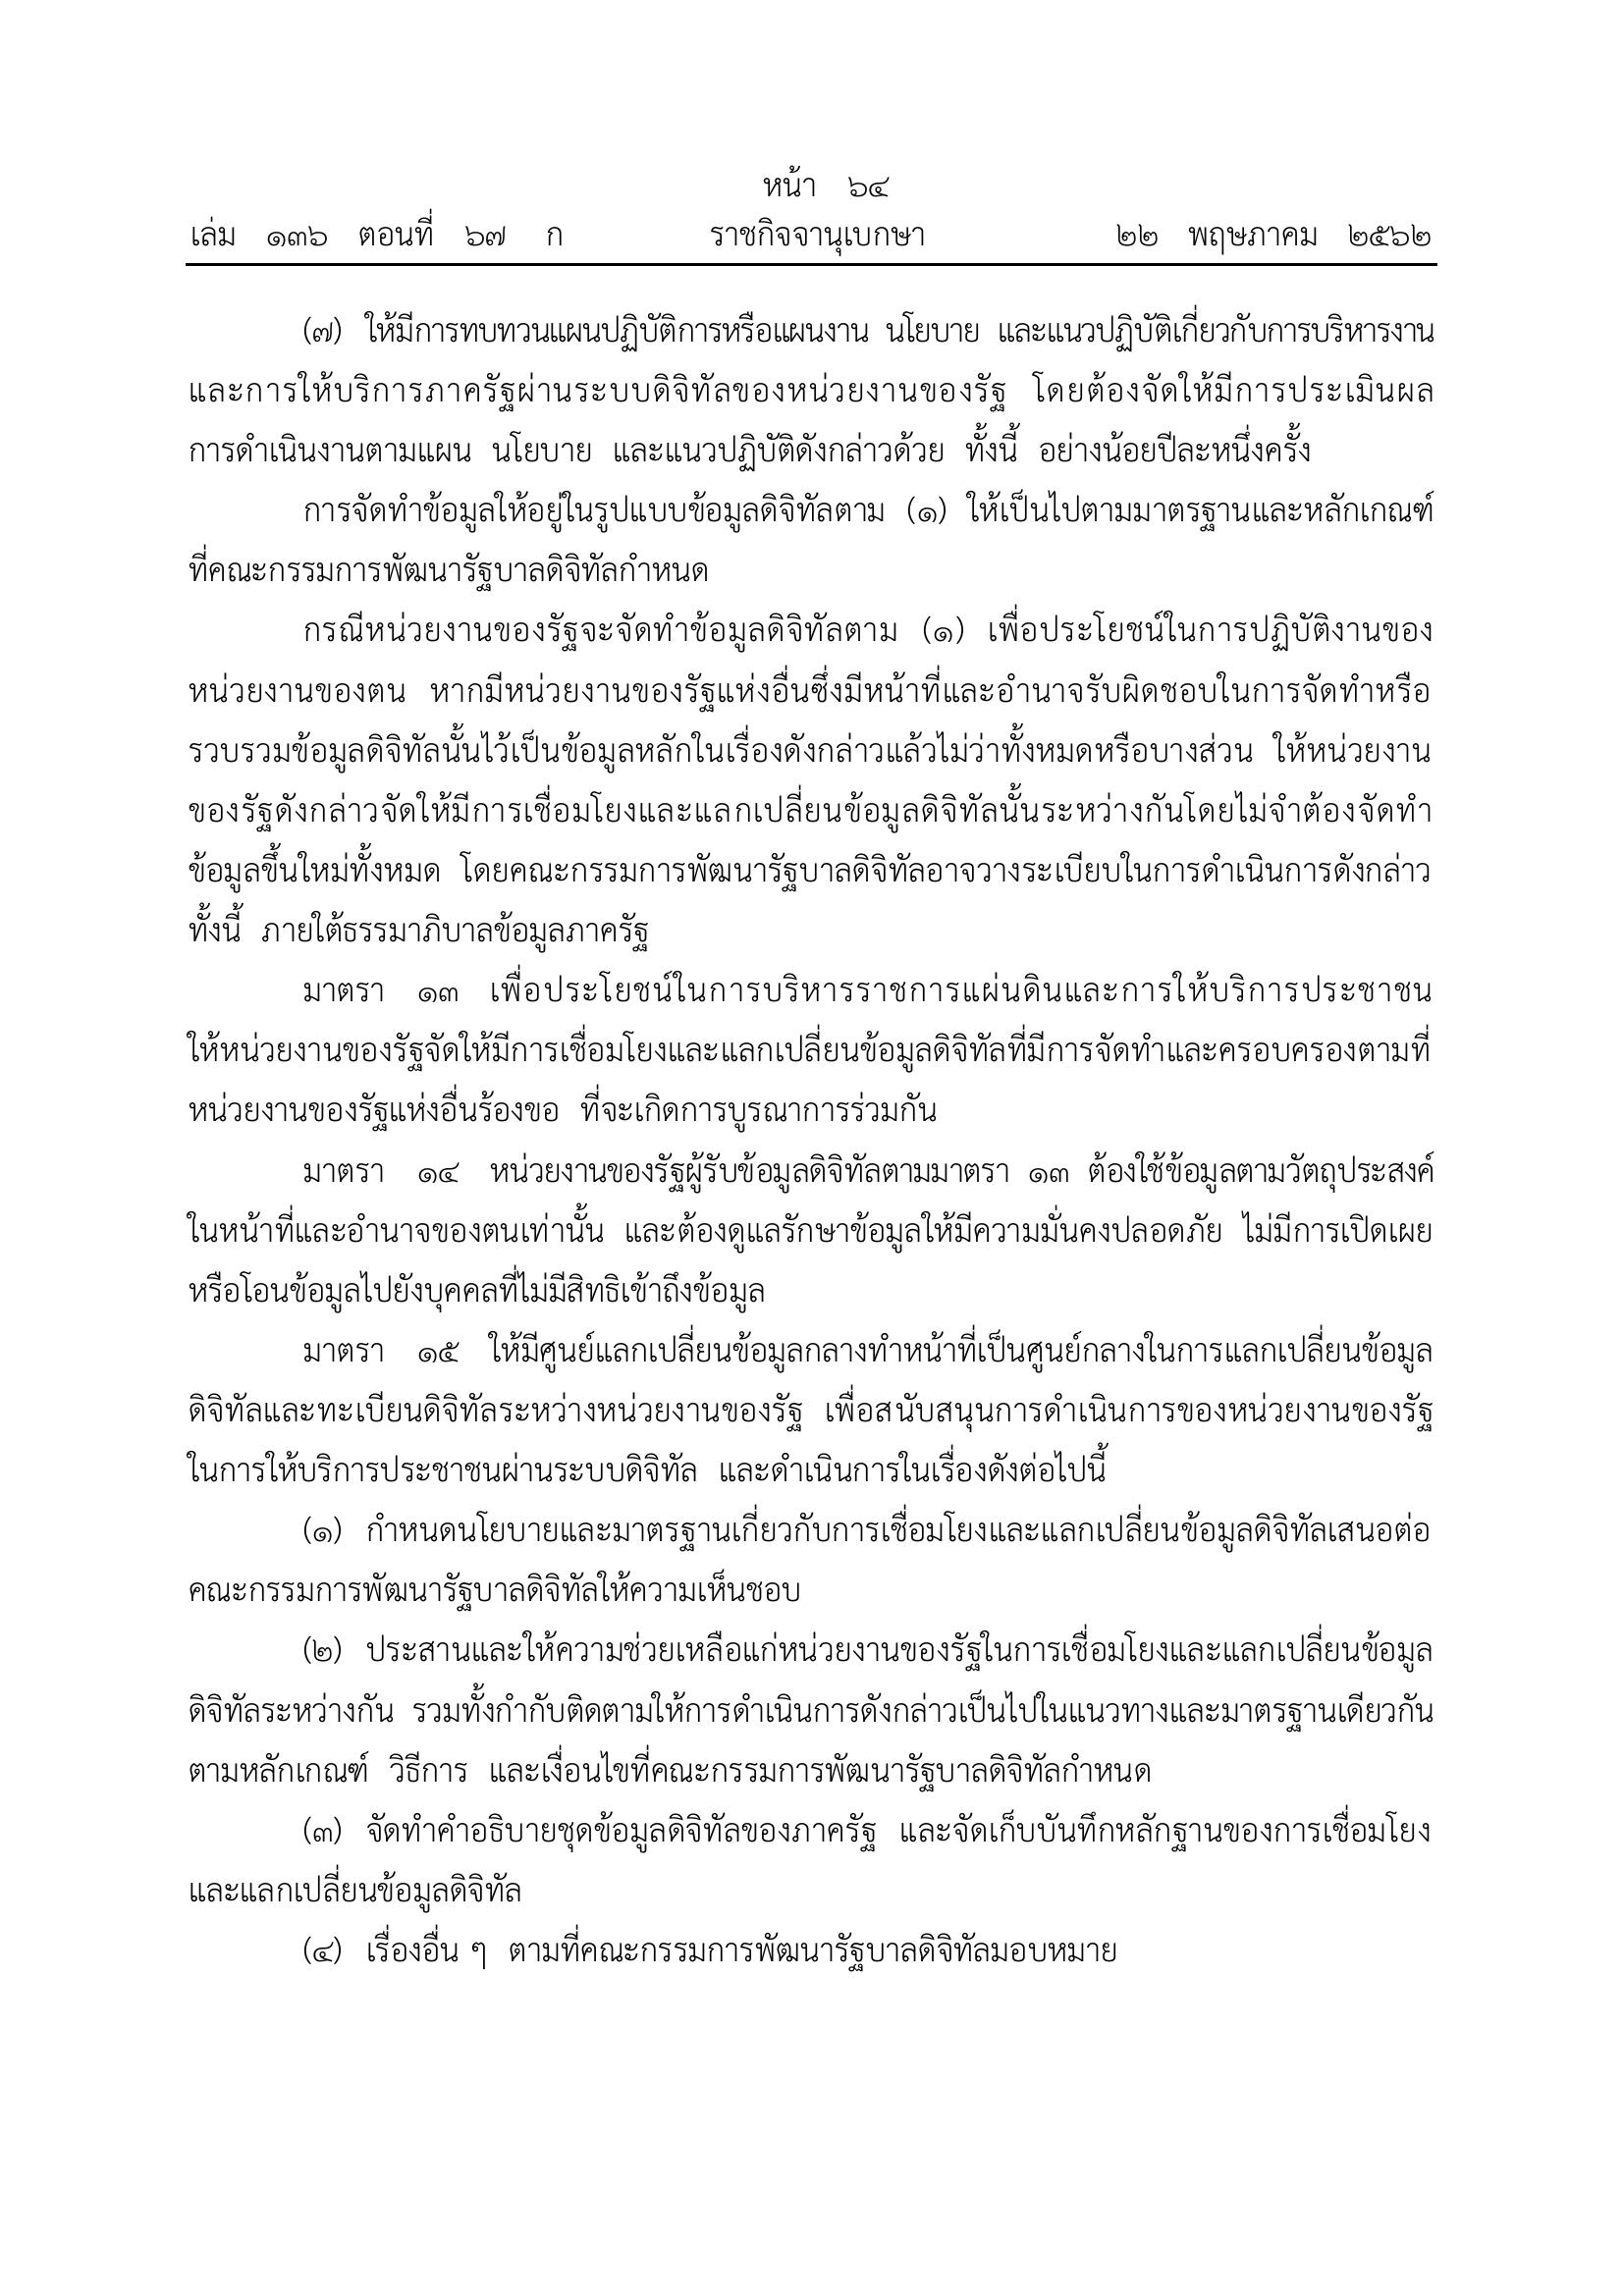 หน้า ๖๔
เล่ม ๑๓๖ ตอนที่ ๖๗ ก ราชกิจจานุเบกษา ๒๒ พฤษภาคม ๒๕๖๒
(๗) ให้มีการทบทวนแผนปฏิบัติการหรือแผนงาน นโยบาย และแนวปฏิบัติเกี่ยวกับการบริหารงาน
และการให้บริการภาครัฐผ่านระบบดิจิทัลของหน่วยงานของรัฐ โดยต้องจัดให้มีการประเมินผล
การดำเนินงานตามแผน นโยบาย และแนวปฏิบัติดังกล่าวด้วย ทั้งนี้ อย่างน้อยปีละหนึ่งครั้ง
การจัดทำข้อมูลให้อยู่ในรูปแบบข้อมูลดิจิทัลตาม (๑) ให้เป็นไปตามมาตรฐานและหลักเกณฑ์
ที่คณะกรรมการพัฒนารัฐบาลดิจิทัลกำหนด
กรณีหน่วยงานของรัฐจะจัดทำข้อมูลดิจิทัลตาม (๑) เพื่อประโยชน์ในการปฏิบัติงานของ
หน่วยงานของตน หากมีหน่วยงานของรัฐแห่งอื่นซึ่งมีหน้าที่และอำนาจรับผิดชอบในการจัดทำหรือ
รวบรวมข้อมูลดิจิทัลนั้นไว้เป็นข้อมูลหลักในเรื่องดังกล่าวแล้วไม่ว่าทั้งหมดหรือบางส่วน ให้หน่วยงาน
ของรัฐดังกล่าวจัดให้มีการเชื่อมโยงและแลกเปลี่ยนข้อมูลดิจิทัลนั้นระหว่างกันโดยไม่จำต้องจัดทำ
ข้อมูลขึ้นใหม่ทั้งหมด โดยคณะกรรมการพัฒนารัฐบาลดิจิทัลอาจวางระเบียบในการดำเนินการดังกล่าว
ทั้งนี้ ภายใต้ธรรมาภิบาลข้อมูลภาครัฐ
มาตรา ๑๓ เพื่อประโยชน์ในการบริหารราชการแผ่นดินและการให้บริการประชาชน
ให้หน่วยงานของรัฐจัดให้มีการเชื่อมโยงและแลกเปลี่ยนข้อมูลดิจิทัลที่มีการจัดทำและครอบครองตามที่
หน่วยงานของรัฐแห่งอื่นร้องขอ ที่จะเกิดการบูรณาการร่วมกัน
มาตรา ๑๔ หน่วยงานของรัฐผู้รับข้อมูลดิจิทัลตามมาตรา ๑๓ ต้องใช้ข้อมูลตามวัตถุประสงค์
ในหน้าที่และอำนาจของตนเท่านั้น และต้องดูแลรักษาข้อมูลให้มีความมั่นคงปลอดภัย ไม่มีการเปิดเผย
หรือโอนข้อมูลไปยังบุคคลที่ไม่มีสิทธิเข้าถึงข้อมูล
มาตรา ๑๕ ให้มีศูนย์แลกเปลี่ยนข้อมูลกลางทำหน้าที่เป็นศูนย์กลางในการแลกเปลี่ยนข้อมูล
ดิจิทัลและทะเบียนดิจิทัลระหว่างหน่วยงานของรัฐ เพื่อสนับสนุนการดำเนินการของหน่วยงานของรัฐ
ในการให้บริการประชาชนผ่านระบบดิจิทัล และดำเนินการในเรื่องดังต่อไปนี้
(๑) กำหนดนโยบายและมาตรฐานเกี่ยวกับการเชื่อมโยงและแลกเปลี่ยนข้อมูลดิจิทัลเสนอต่อ
คณะกรรมการพัฒนารัฐบาลดิจิทัลให้ความเห็นชอบ
(๒) ประสานและให้ความช่วยเหลือแก่หน่วยงานของรัฐในการเชื่อมโยงและแลกเปลี่ยนข้อมูล
ดิจิทัลระหว่างกัน รวมทั้งกำกับติดตามให้การดำเนินการดังกล่าวเป็นไปในแนวทางและมาตรฐานเดียวกัน
ตามหลักเกณฑ์ วิธีการ และเงื่อนไขที่คณะกรรมการพัฒนารัฐบาลดิจิทัลกำหนด
(๓) จัดทำคำอธิบายชุดข้อมูลดิจิทัลของภาครัฐ และจัดเก็บบันทึกหลักฐานของการเชื่อมโยง
และแลกเปลี่ยนข้อมูลดิจิทัล
(๔) เรื่องอื่น ๆ ตามที่คณะกรรมการพัฒนารัฐบาลดิจิทัลมอบหมาย